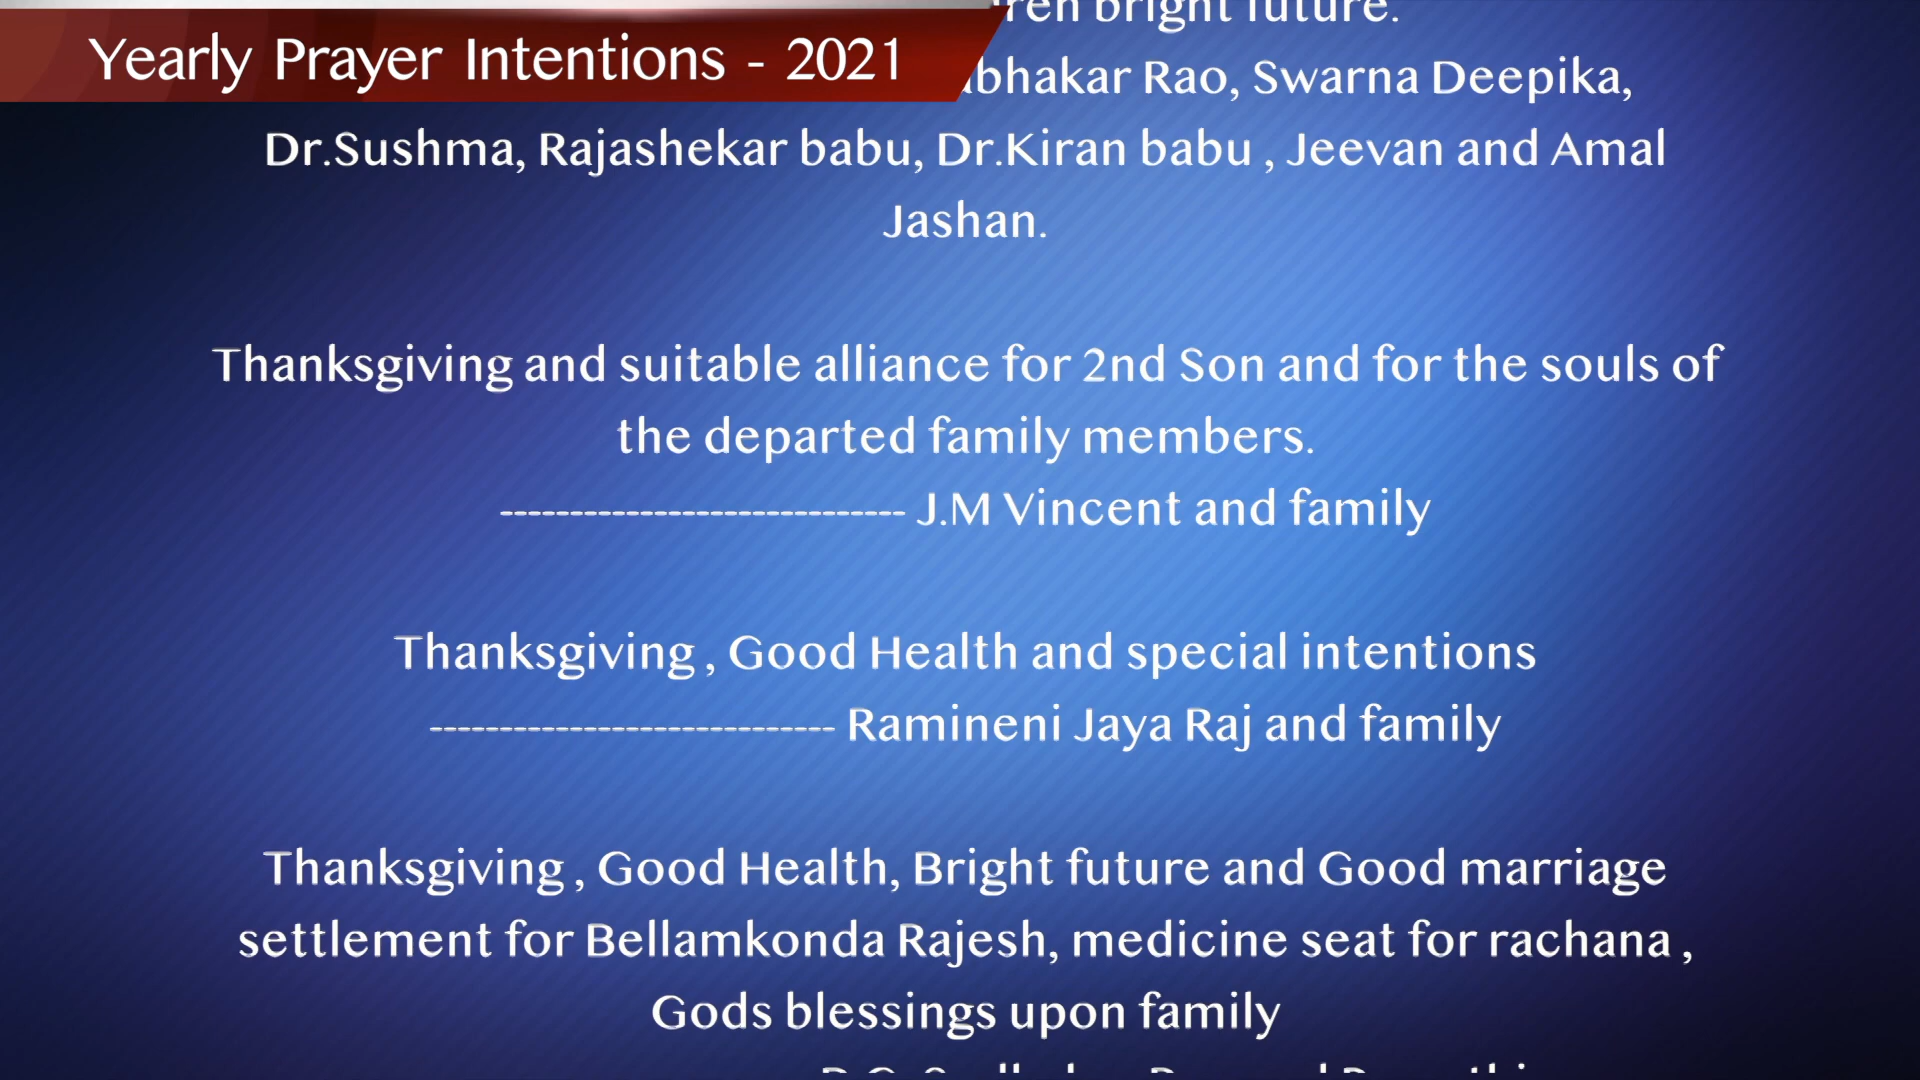 Yearly Prayer Intentions - 2021
bright future.
Rao, Swarna Deepika,
Dr.Sushma, Rajashekar babu, Dr.Kiran babu , Jeevan and Amal
Jashan.
Thanksgiving and suitable alliance for 2nd Son and for the souls of
the departed family members.
----------------------------- J.M Vincent and family
Thanksgiving , Good Health and special intentions
----------------------------- Ramineni Jaya Raj and family
Thanksgiving , Good Health, Bright future and Good marriage
settlement for Bellamkonda Rajesh, medicine seat for rachana ,
Gods blessings upon family